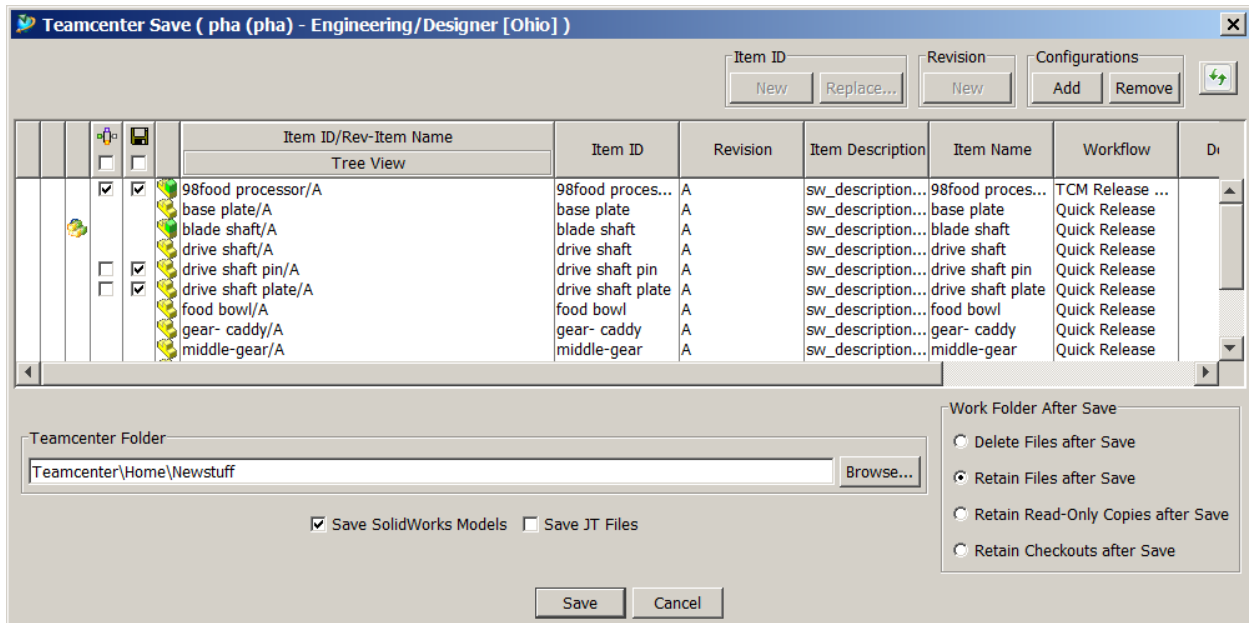 Teamcenter Save ( pha (pha) - Engineering/Designer [Ohio] )
Item ID Revision Configurations
New Replace... New Add Remove
Item ID/Rev-Item Name Item ID Revision Item Description Item Name Workflow
Tree View
98food processor/A 98food proces... A sw_description... 98food proces... TCM Release ...
base plate/A base plate A sw_description... base plate Quick Release
blade shaft/A blade shaft A sw_description... blade shaft Quick Release
drive shaft/A drive shaft A sw_description... drive shaft Quick Release
drive shaft pin/A drive shaft pin A sw_description... drive shaft pin Quick Release
drive shaft plate/A drive shaft plate A sw_description... drive shaft plate Quick Release
food bowl/A food bowl A sw_description... food bowl Quick Release
gear- caddy/A gear- caddy A sw_description... gear- caddy Quick Release
middle-gear/A middle-gear A sw_description... middle-gear Quick Release
Teamcenter Folder
Teamcenter\Home\Newstuff Browse...
Save SolidWorks Models Save JT Files
Work Folder After Save
Delete Files after Save
Retain Files after Save
Retain Read-Only Copies after Save
Retain Checkouts after Save
Save Cancel